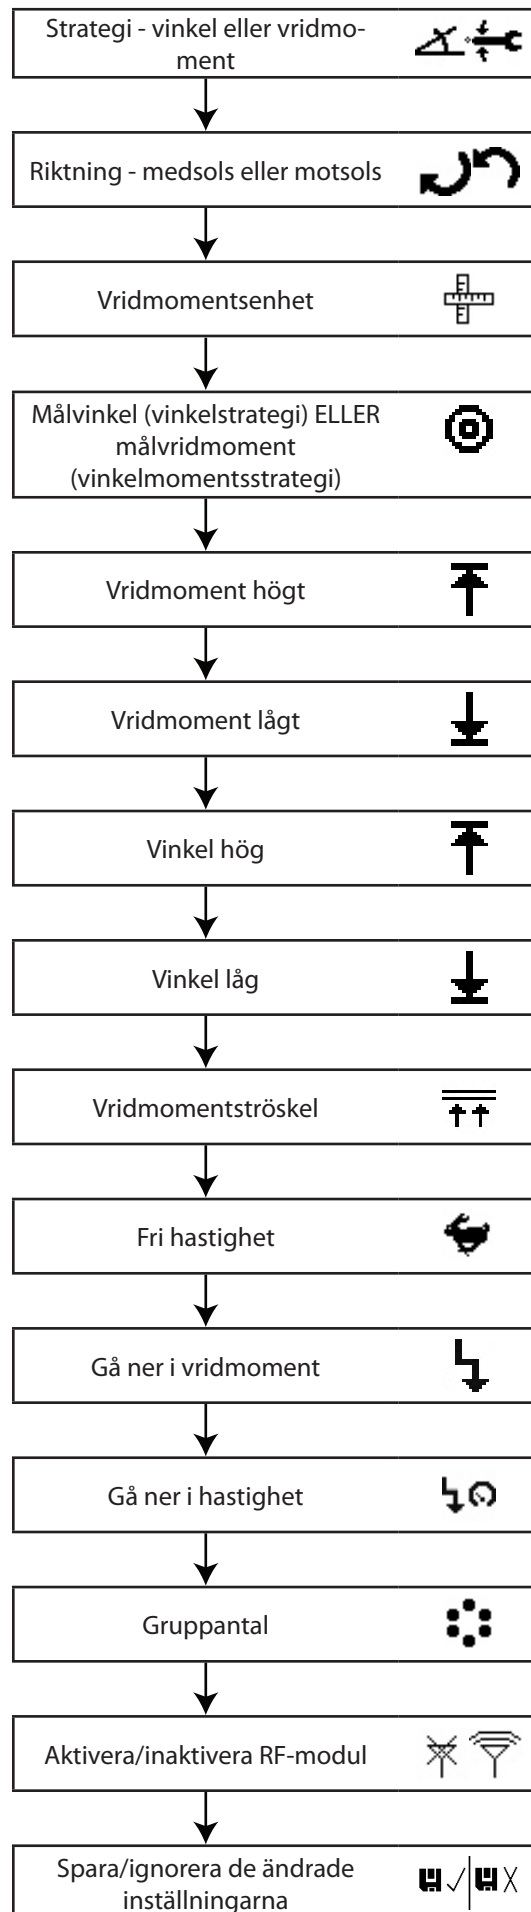 Strategi - vinkel eller vridmo-
ment
Riktning - medsols eller motsols
Vridmomentsenhet
Målvinkel (vinkelstrategi) ELLER
målvridmoment
(vinkelmomentsstrategi)
Vridmoment högt
Vridmoment lågt
Vinkel hög
Vinkel låg
Vridmomentströskel
Fri hastighet
Gå ner i vridmoment
Gå ner i hastighet
Gruppantal
Aktivera/inaktivera RF-modul
Spara/ignorera de ändrade
inställningarna